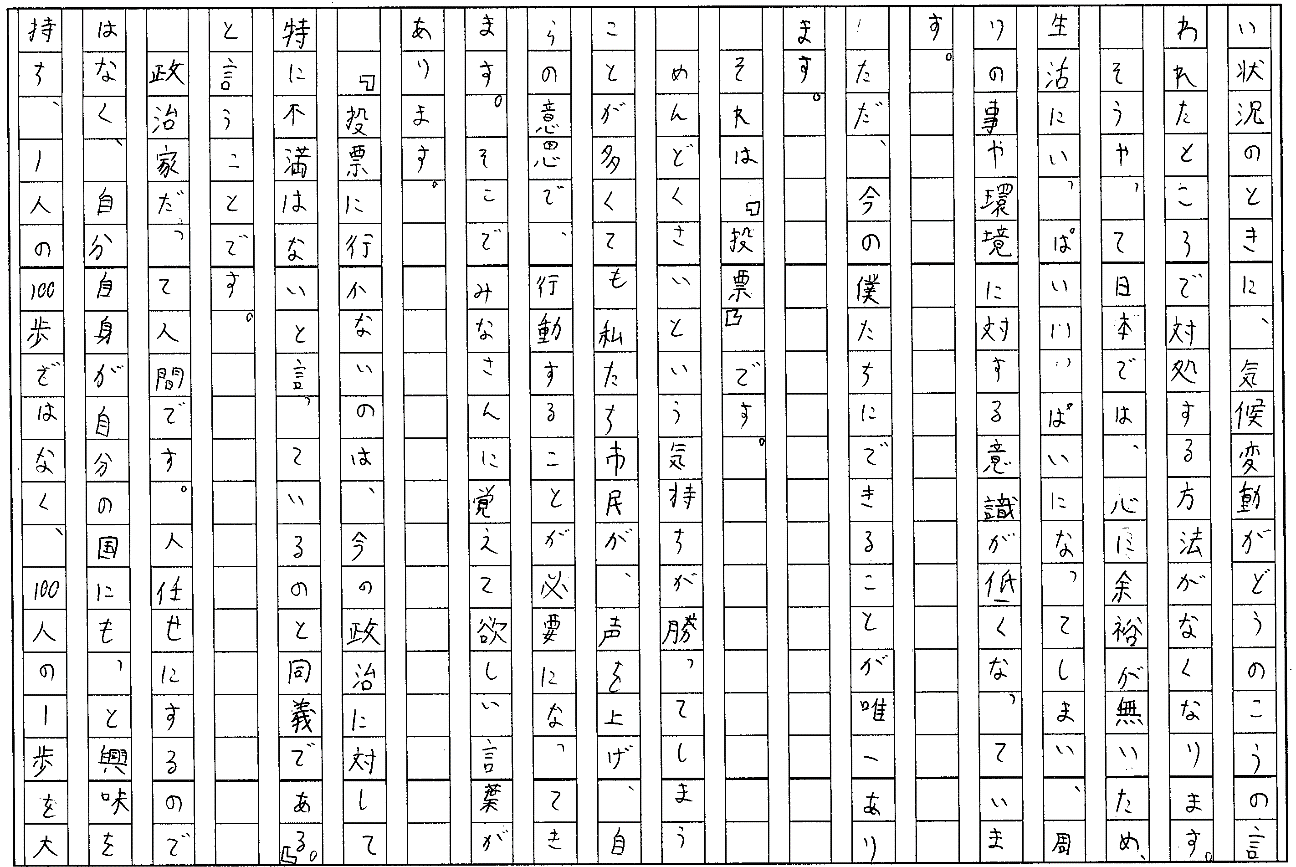 い状況のときに、気候変動がどうのこうの言
われたところで対処する方法がなくなります。
そうやって日本では、心に余裕が無いため、
生活にいっぱいいっぱいになってしまい、周
りの事や環境に対する意識が低くなっていま
す。
ただ、今の僕たちにできることが唯一あり
ます。
それは『投票』です。
めんどくさいという気持ちが勝ってしまう
ことが多くても私たち市民が、声を上げ、自
らの意思で、行動することが必要になってき
ます。そこでみなさんに覚えて欲しい言葉が
あります。
『投票に行かないのは、今の政治に対して
特に不満はないと言っているのと同義である。』
と言うことです。
政治家だって人間です。人任せにするので
はなく、自分自身が自分の国にもっと興味を
持ち、1人の100歩ではなく、100人の1歩を大